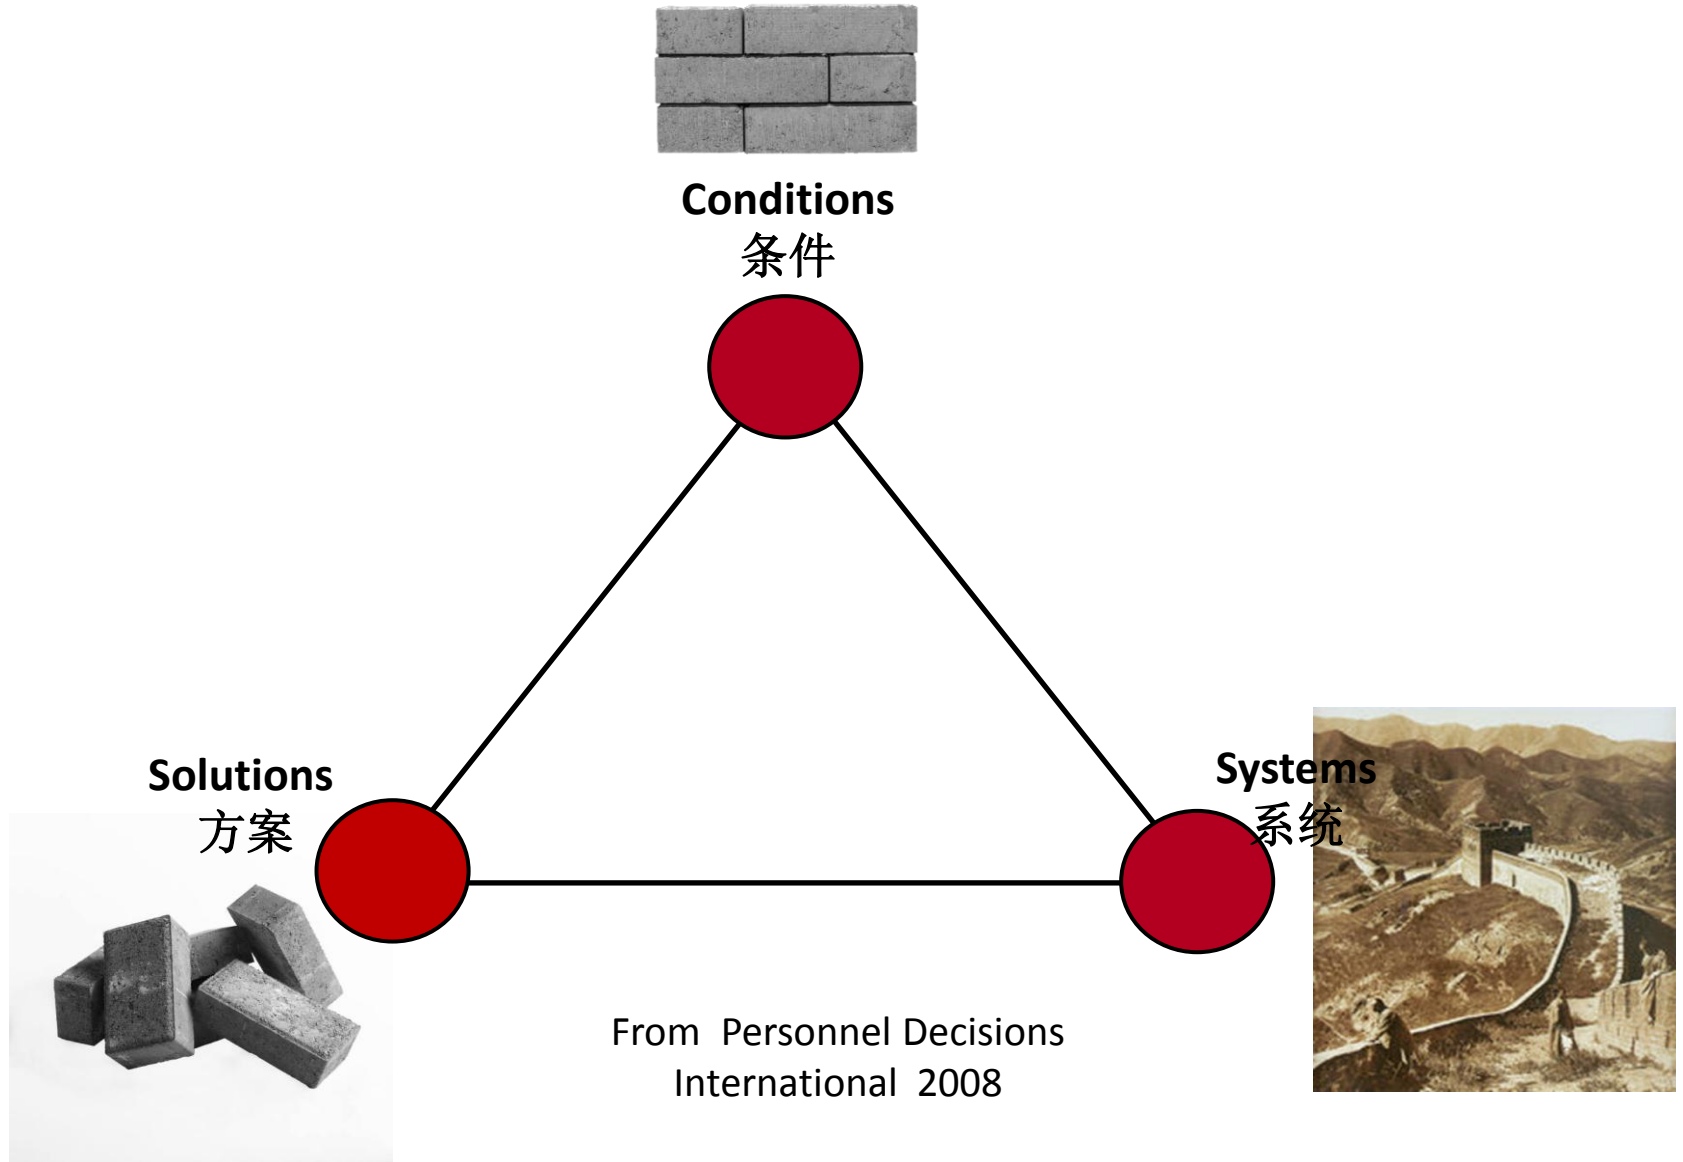 Conditions
条件
Solutions
方案
Systems
系统
From Personnel Decisions
International 2008